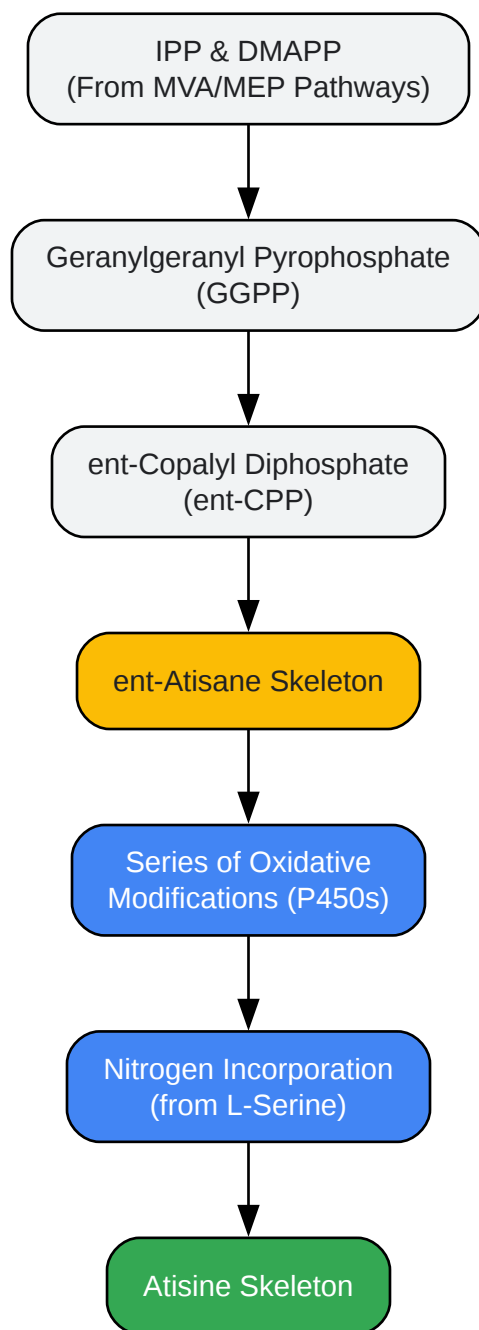 IPP & DMAPP
(From MVA/MEP Pathways)
Geranylgeranyl Pyrophosphate
(GGPP)
ent-Copalyl Diphosphate
(ent-CPP)
ent-Atisane Skeleton
Series of Oxidative
Modifications (P450s)
Nitrogen Incorporation
(from L-Serine)
Atisine Skeleton